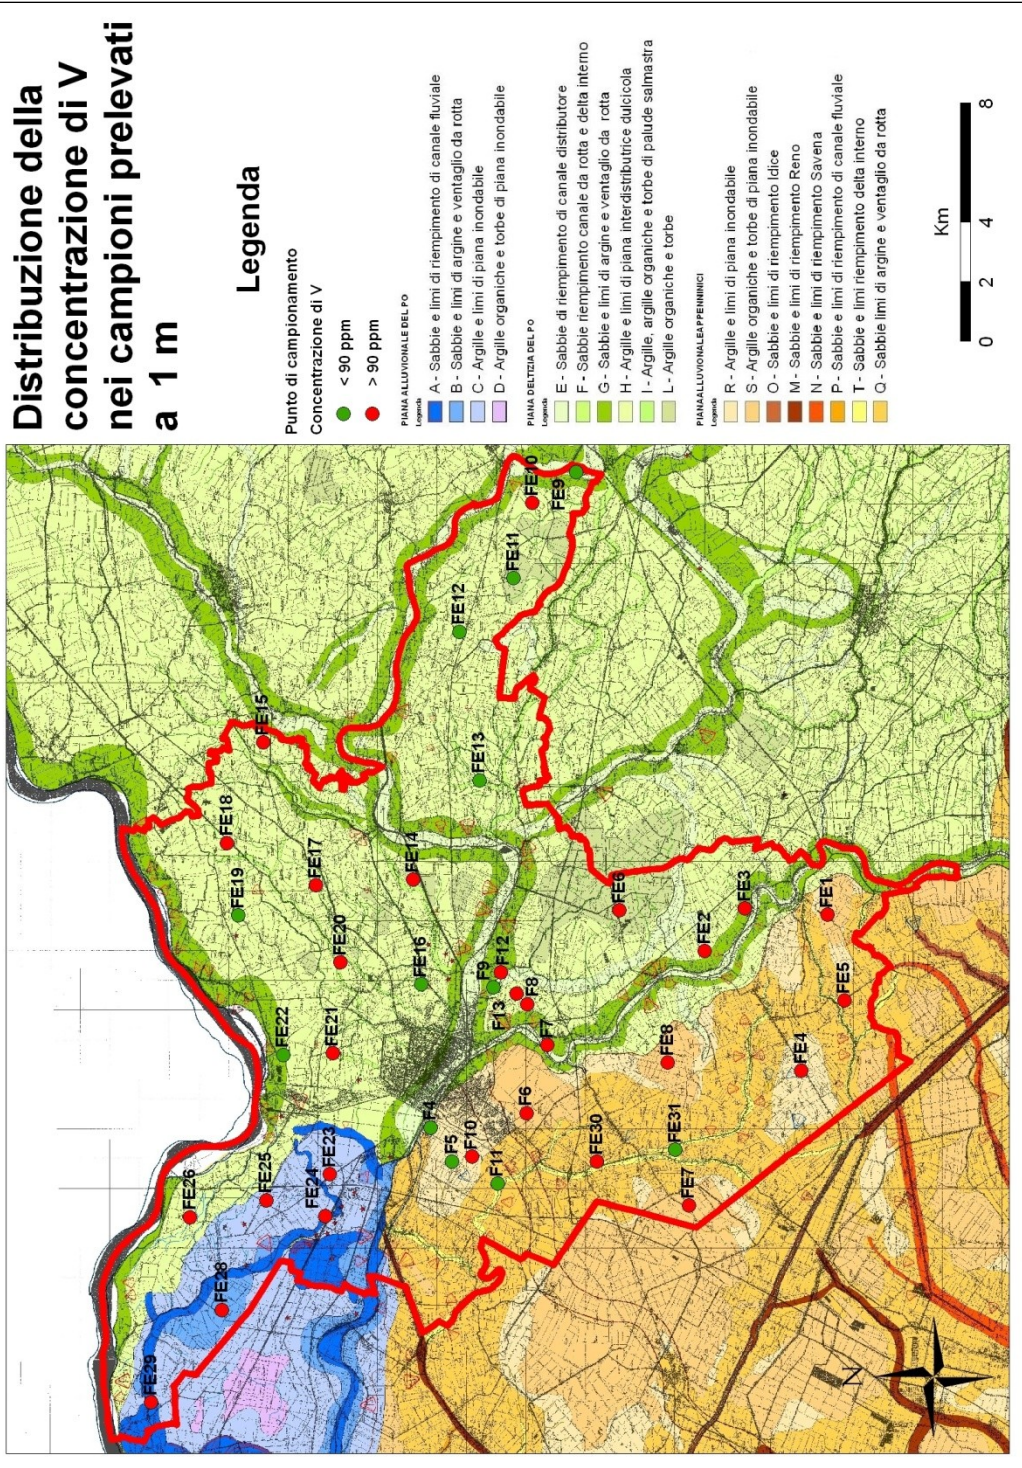 Distribuzione della
concentrazione di V
nei campioni prelevati
a 1 m
Legenda
Punto di campionamento
Concentrazione di V
< 90 ppm
> 90 ppm
PIANA ALLUVIONALE DEL PO
Legenda
A - Sabbie e limi di riempimento di canale fluviale
B - Sabbie e limi di argine e ventaglio da rotta
C - Argille e limi di piana inondabile
D - Argille organiche e torbe di piana inondabile
PIANA DELTIZIA DEL PO
Legenda
E - Sabbie di riempimento di canale distributore
F - Sabbie riempimento canale da rotta e delta interno
G - Sabbie e limi di argine e ventaglio da rotta
H - Argille e limi di piana interdistributrice dulcicola
I - Argille, argille organiche e torbe di palude salmastra
L - Argille organiche e torbe
PIANA ALLUVIONALE APPENNINICI
Legenda
R - Argille e limi di piana inondabile
S - Argille organiche e torbe di piana inondabile
O - Sabbie e limi di riempimento Idice
M - Sabbie e limi di riempimento Reno
N - Sabbie e limi di riempimento Savena
P - Sabbie e limi di riempimento di canale fluviale
T - Sabbie e limi riempimento delta interno
Q - Sabbie limi di argine e ventaglio da rotta
Km
0 2 4 8
FE29
FE28
FE26
FE25
FE24
FE23
FE22
FE21
FE20
FE19
FE18
FE17
FE15
FE16
FE14
FE13
FE12
FE11
FE10
FE9
F4
F5
F10
F11
F6
F7
F13
F8
F9
F12
FE6
FE3
FE2
FE1
FE5
FE4
FE8
FE30
FE31
FE7
N